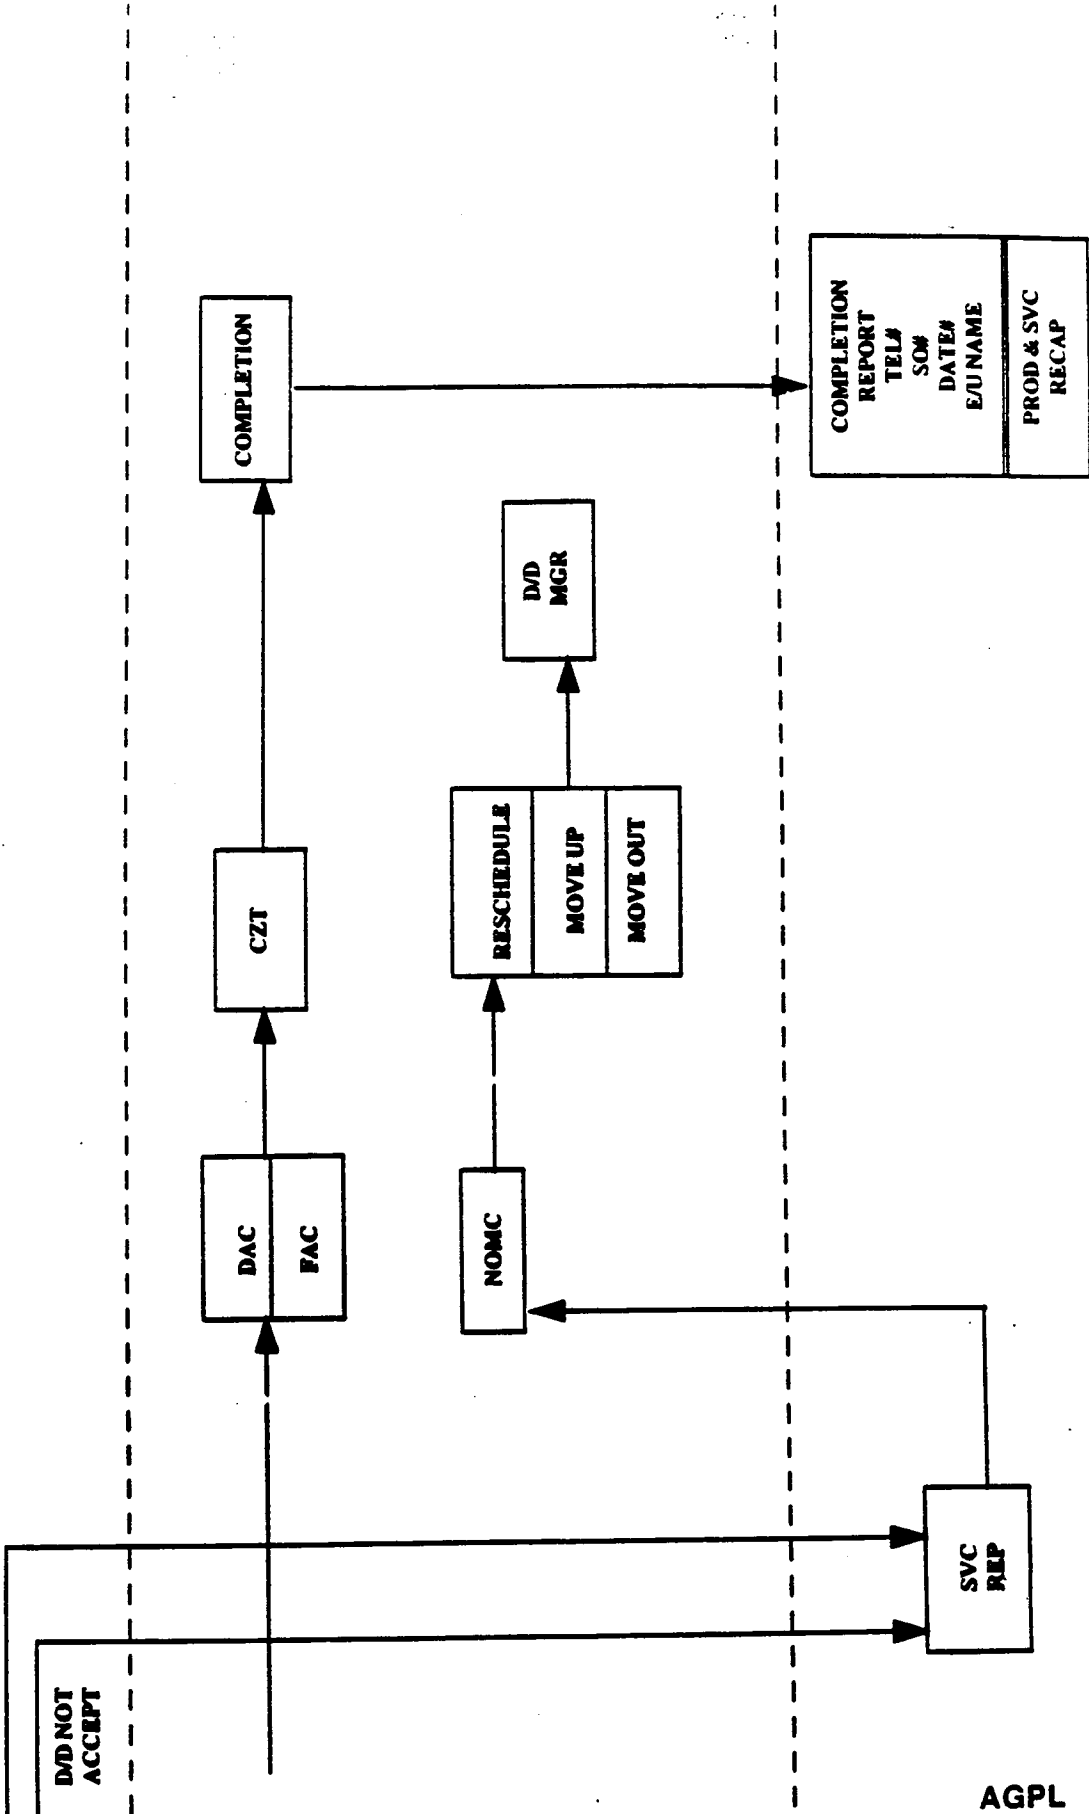 D/D NOT
ACCEPT
DAC
FAC
CZT
COMPLETION
NOMC
RESCHEDULE
MOVE UP
MOVE OUT
D/D
MGR
SVC
REP
COMPLETION
REPORT
TEL#
SO#
DATE#
E/U NAME
PROD & SVC
RECAP
AGPL